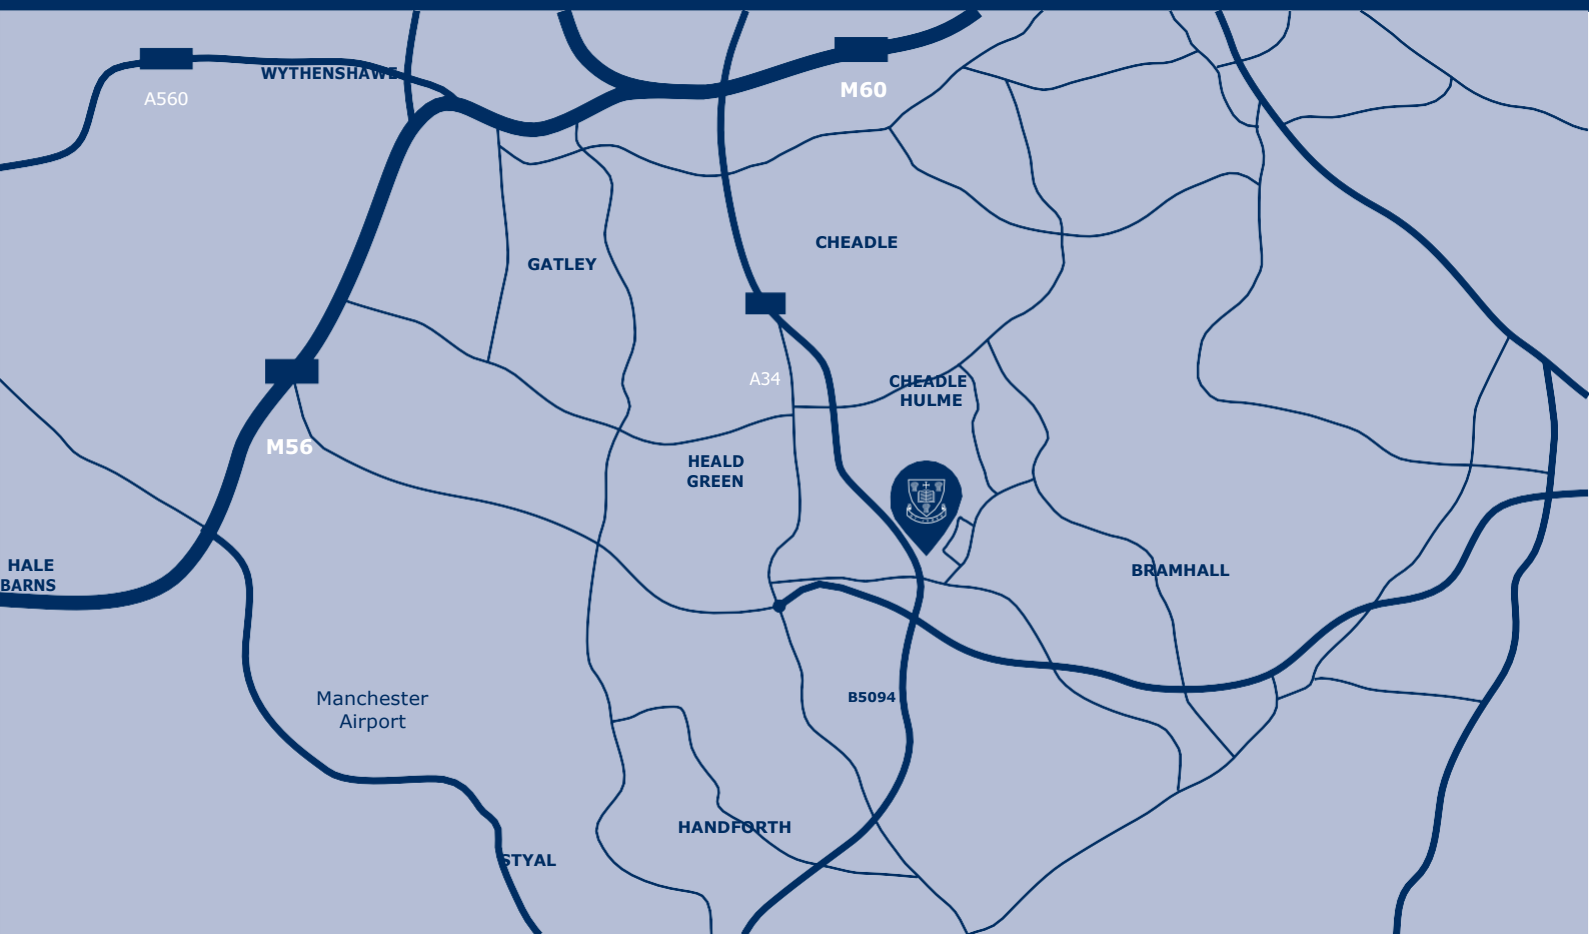 WYTHENSHAWE
A560
M60
CHEADLE
GATLEY
A34
CHEADLE
HULME
M56
HEALD
GREEN
HALE
BARNS
BRAMHALL
Manchester
Airport
B5094
HANDFORTH
STYAL